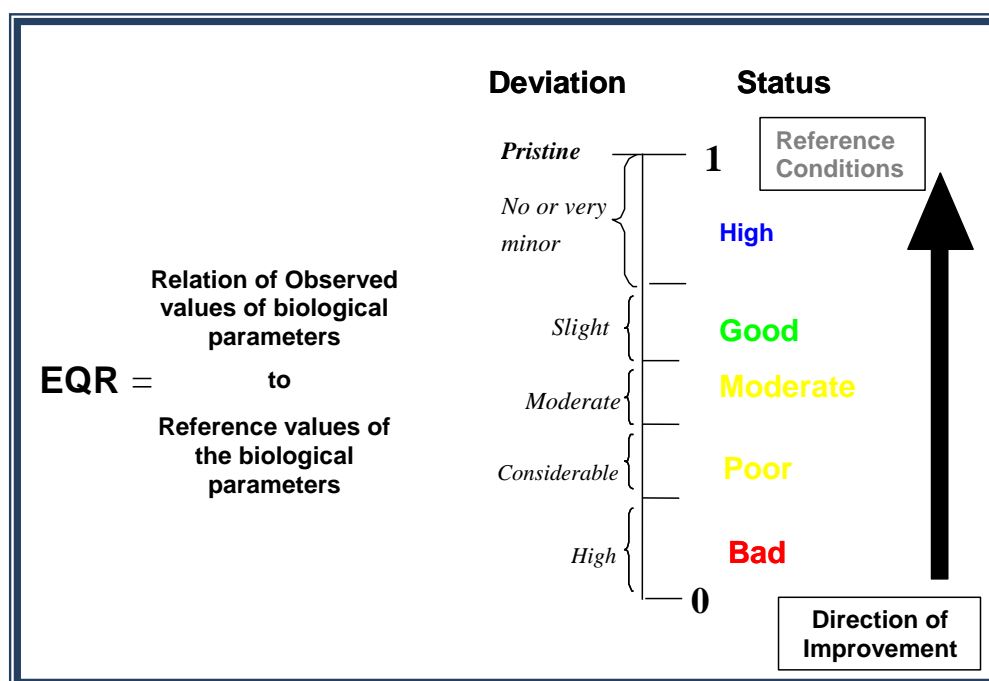 Deviation
Status
Pristine
1
Reference
Conditions
No or very
minor
High
Relation of Observed
values of biological
parameters
Slight
Good
EQR =
to
Moderate
Moderate
Reference values of
the biological
parameters
Considerable
Poor
High
Bad
0
Direction of
Improvement